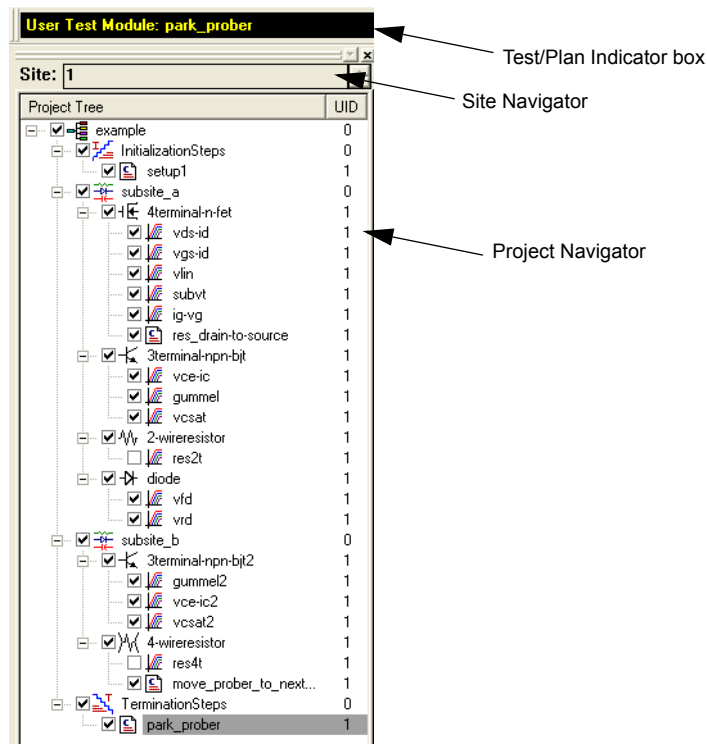 User Test Module: park_prober
Test/Plan Indicator box
Site: 1
Site Navigator
Project Tree UID
example 0
InitializationSteps 0
setup1 1
subsite_a 0
4terminal-n-fet 1
vds-id 1
vgs-id 1
Project Navigator
vlin 1
subvt 1
ig-vg 1
res_drain-to-source 1
3terminal-npn-bjt 1
vce-ic 1
gummel 1
vcsat 1
2-wireresistor 1
res2t 1
diode 1
vfd 1
vrd 1
subsite_b 0
3terminal-npn-bjt2 1
gummel2 1
vce-ic2 1
vcsat2 1
4-wireresistor 1
res4t 1
move_prober_to_next... 1
TerminationSteps 0
park_prober 1